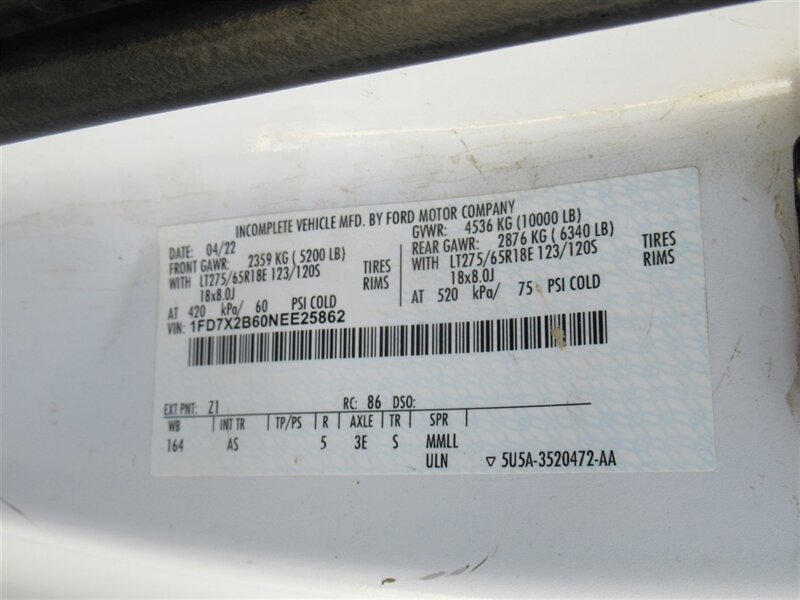 INCOMPLETE VEHICLE MFD. BY FORD MOTOR COMPANY
DATE: 04/22
GVWR: 4536 KG (10000 LB)
FRONT GAWR: 2359 KG ( 5200 LB)
REAR GAWR: 2876 KG ( 6340 LB)
WITH LT275/65R18E 123/120S TIRES
WITH LT275/65R18E 123/120S TIRES
18x8.0J RIMS
18x8.0J RIMS
AT 420 kPa/ 60 PSI COLD
AT 520 kPa/ 75 PSI COLD
VIN: 1FD7X2B60NEE25862
EXT PNT: Z1 RC: 86 DSO:
WB INT TR TP/PS R AXLE TR SPR
164 AS 5 3E S MMLL
ULN ▽ 5U5A-3520472-AA